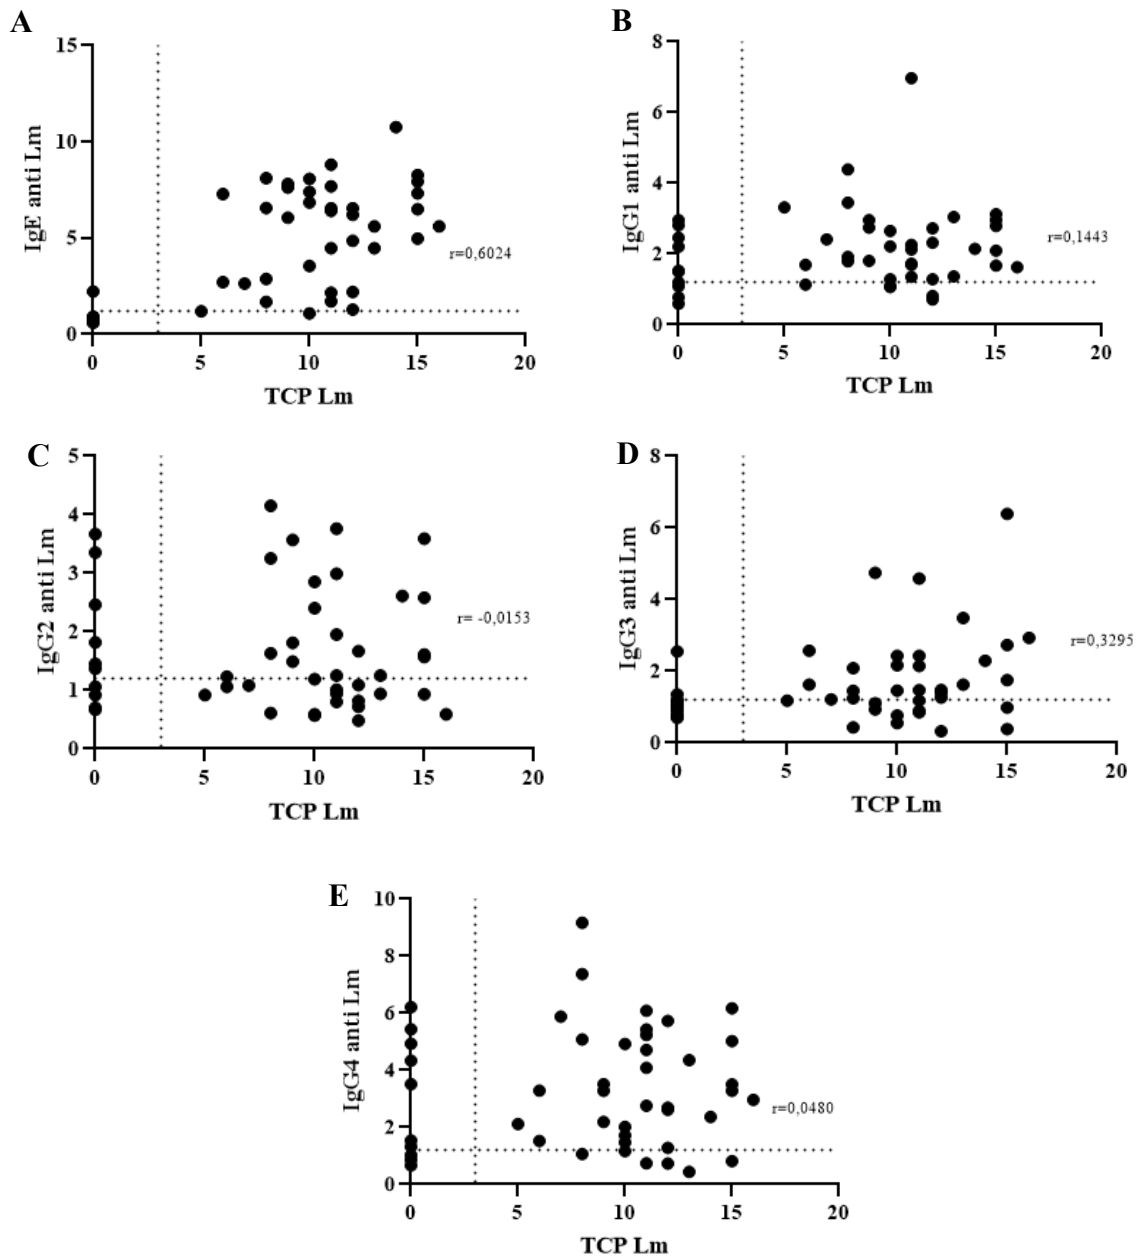 A
15
10
5
0
IgE anti Lm
r=0,6024
0 5 10 15 20
TCP Lm
B
8
6
4
2
0
IgG1 anti Lm
r=0,1443
0 5 10 15 20
TCP Lm
C
5
4
3
2
1
0
IgG2 anti Lm
r= -0,0153
0 5 10 15 20
TCP Lm
D
8
6
4
2
0
IgG3 anti Lm
r=0,3295
0 5 10 15 20
TCP Lm
E
10
8
6
4
2
0
IgG4 anti Lm
r=0,0480
0 5 10 15 20
TCP Lm